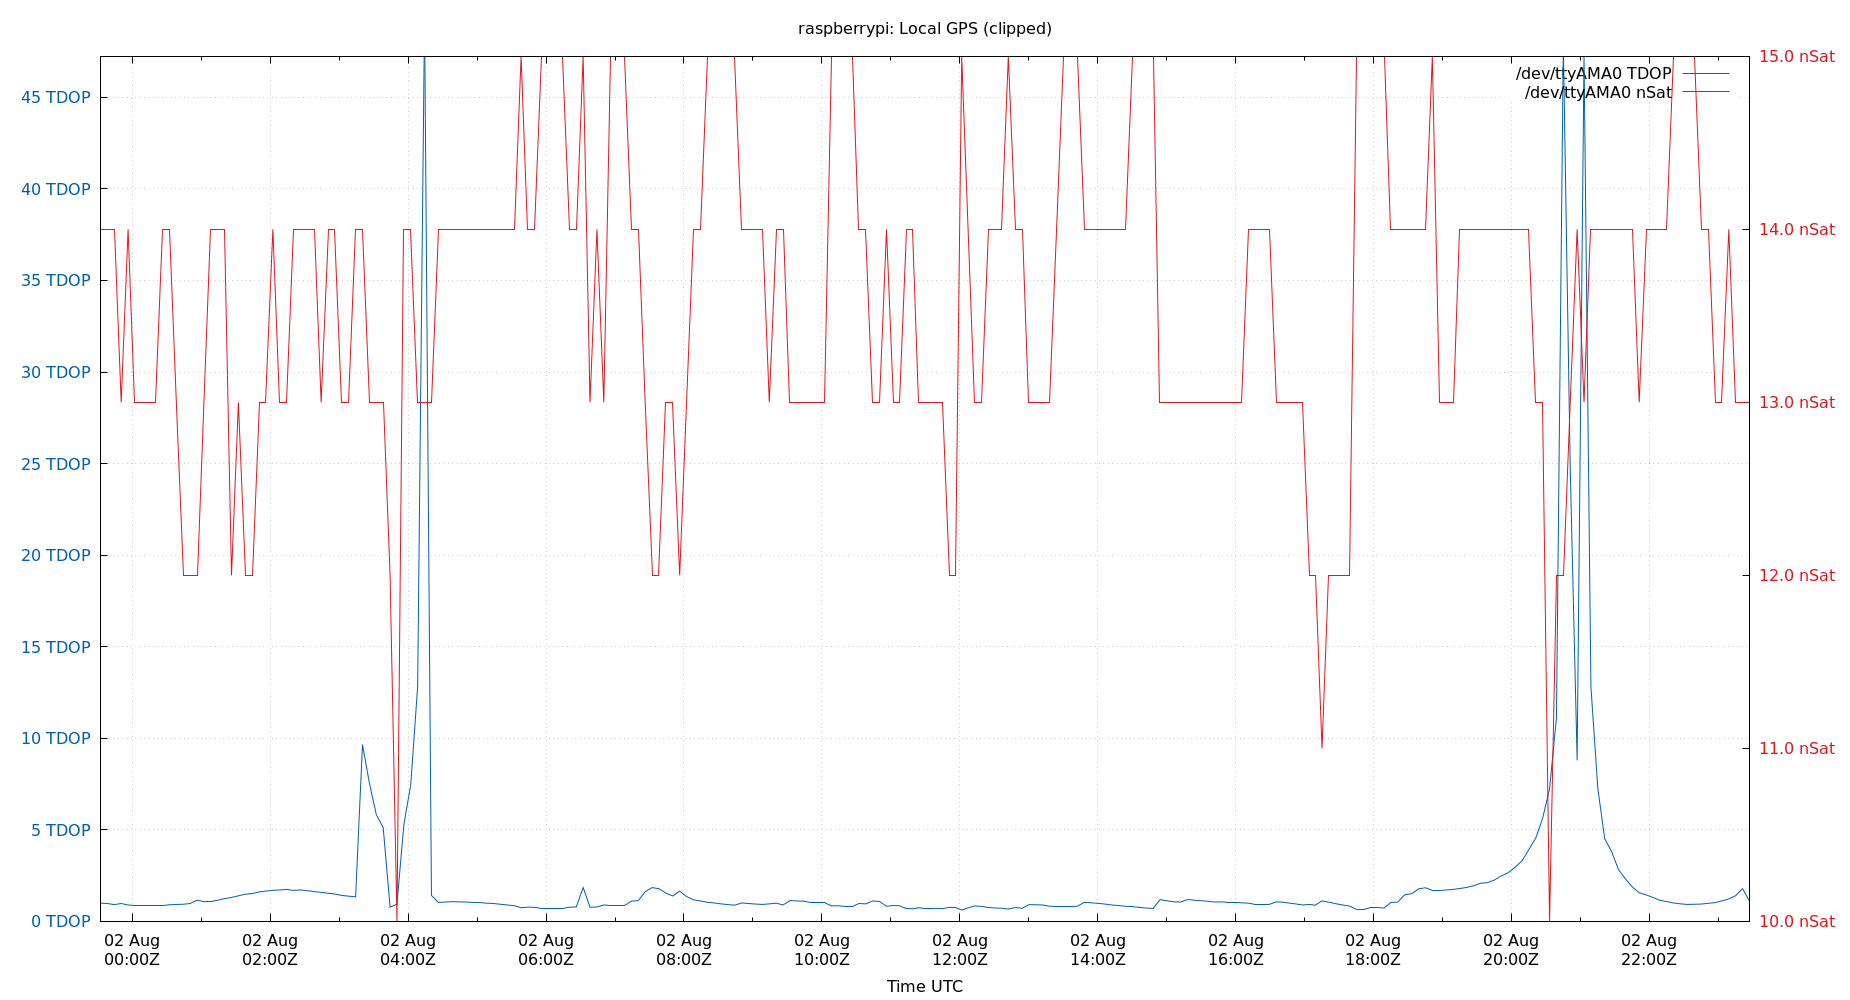 raspberrypi: Local GPS (clipped)
/dev/ttyAMA0 TDOP
/dev/ttyAMA0 nSat
45 TDOP
40 TDOP
35 TDOP
30 TDOP
25 TDOP
20 TDOP
15 TDOP
10 TDOP
5 TDOP
0 TDOP
15.0 nSat
14.0 nSat
13.0 nSat
12.0 nSat
11.0 nSat
10.0 nSat
02 Aug 02 Aug 02 Aug 02 Aug 02 Aug 02 Aug 02 Aug 02 Aug 02 Aug 02 Aug 02 Aug 02 Aug
00:00Z 02:00Z 04:00Z 06:00Z 08:00Z 10:00Z 12:00Z 14:00Z 16:00Z 18:00Z 20:00Z 22:00Z
Time UTC